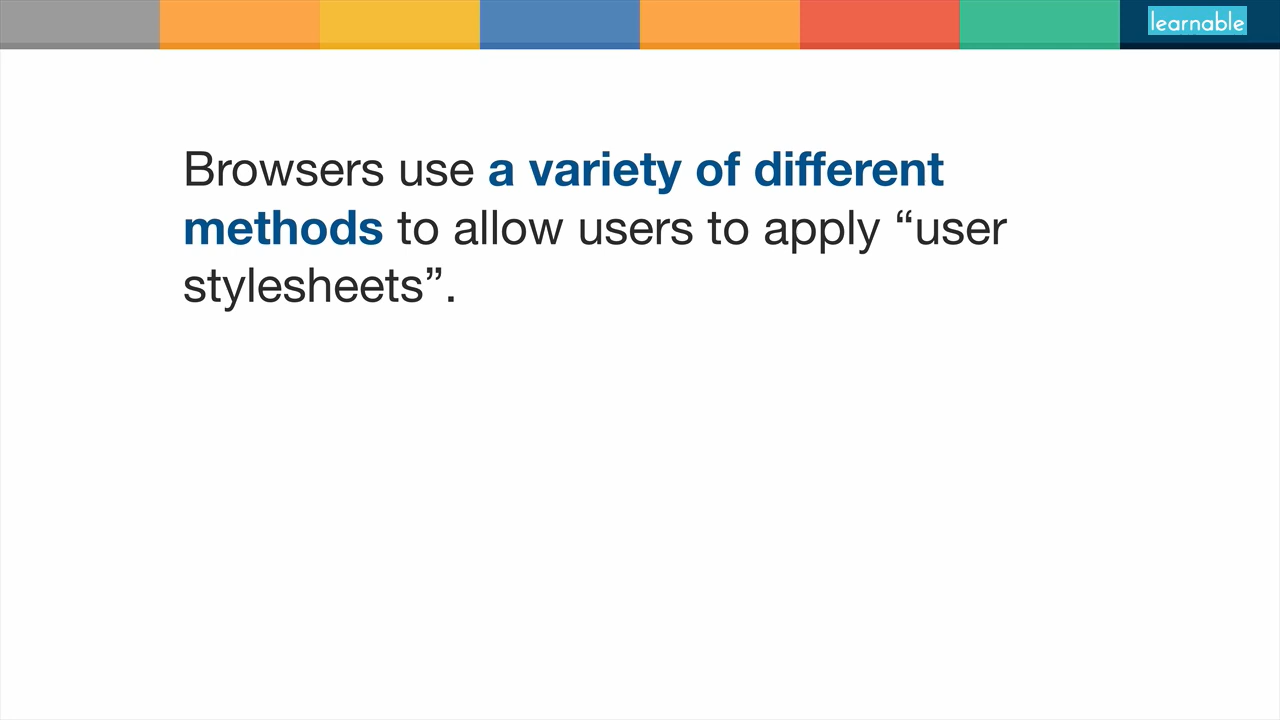 learnable
Browsers use a variety of different
methods to allow users to apply “user
stylesheets”.